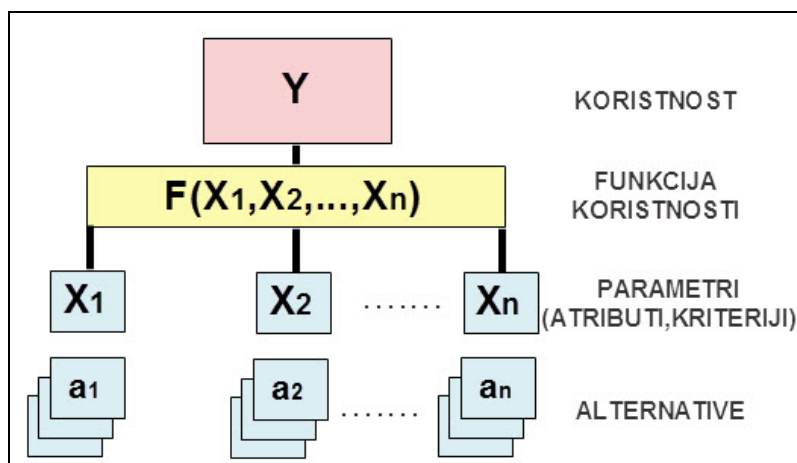 Y
KORISTNOST
F(X1,X2,...,Xn)
FUNKCIJA
KORISTNOSTI
X1
X2
.......
Xn
PARAMETRI
(ATRIBUTI,KRITERIJI)
a1
a2
.......
an
ALTERNATIVE